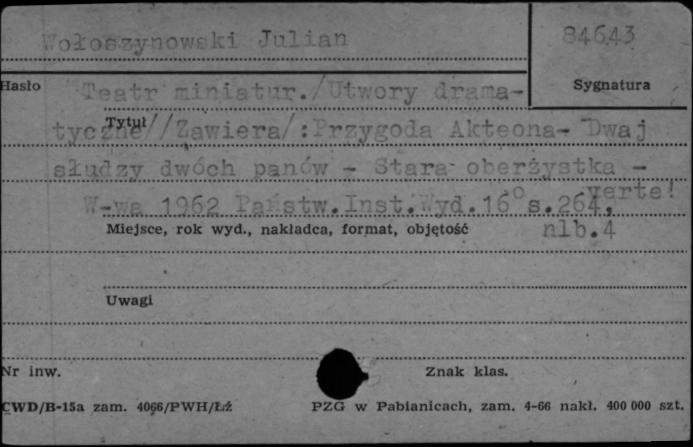 Wołoszynowski Julian
84643
Hasło
Sygnatura
Teatr miniatur./Utwory drama-
Tytuł
tyczne//Zawiera/:Przygoda Akteona- Dwaj
słudzy dwóch panów - Stara oberżystka -
verte!
W-wa 1962 Państw.Inst.Wyd.16° s.264,
nlb.4
Miejsce, rok wyd., nakładca, format, objętość
Uwagi
Nr inw.
Znak klas.
CWD/B-15a zam. 4066/PWH/Łż
PZG w Pabianicach, zam. 4-66 nakł. 400 000 szt.